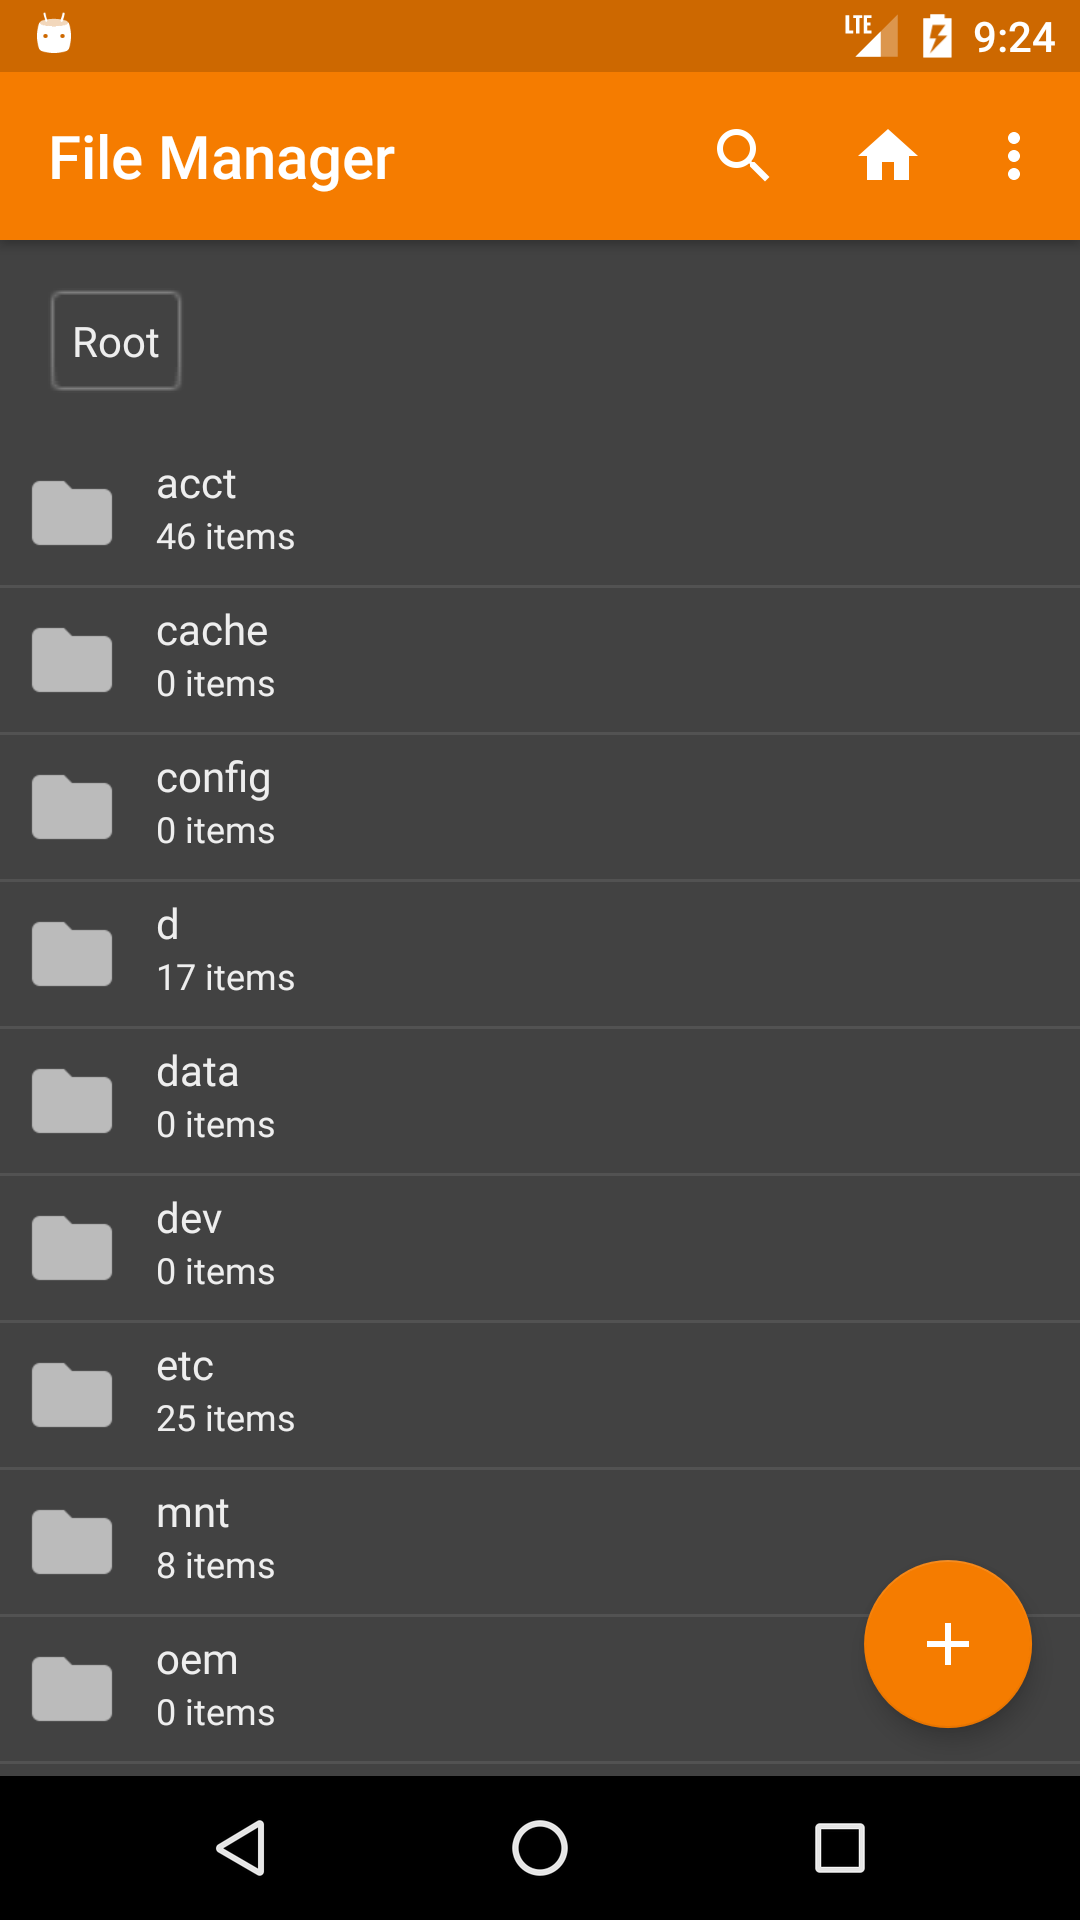 LTE 9:24
File Manager
Root
acct
46 items
cache
0 items
config
0 items
d
17 items
data
0 items
dev
0 items
etc
25 items
mnt
8 items
oem
0 items